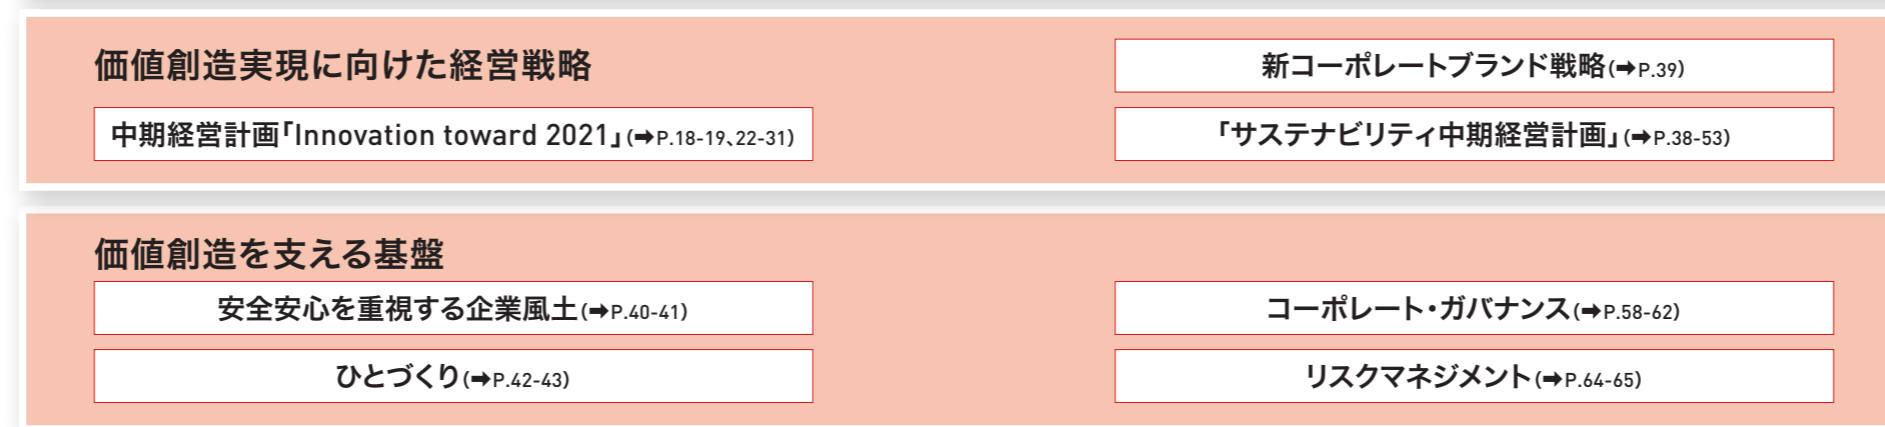 価値創造実現に向けた経営戦略
新コーポレートブランド戦略(➡P.39)
中期経営計画「Innovation toward 2021」(➡P.18-19、22-31)
「サステナビリティ中期経営計画」(➡P.38-53)
価値創造を支える基盤
安全安心を重視する企業風土(➡P.40-41)
コーポレート・ガバナンス(➡P.58-62)
ひとづくり(➡P.42-43)
リスクマネジメント(➡P.64-65)